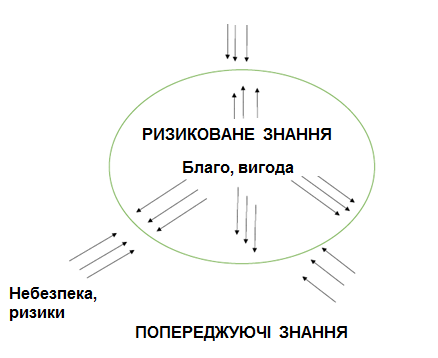 РИЗИКОВАНЕ ЗНАННЯ
Благо, вигода
Небезпека,
ризики
ПОПЕРЕДЖУЮЧІ ЗНАННЯ